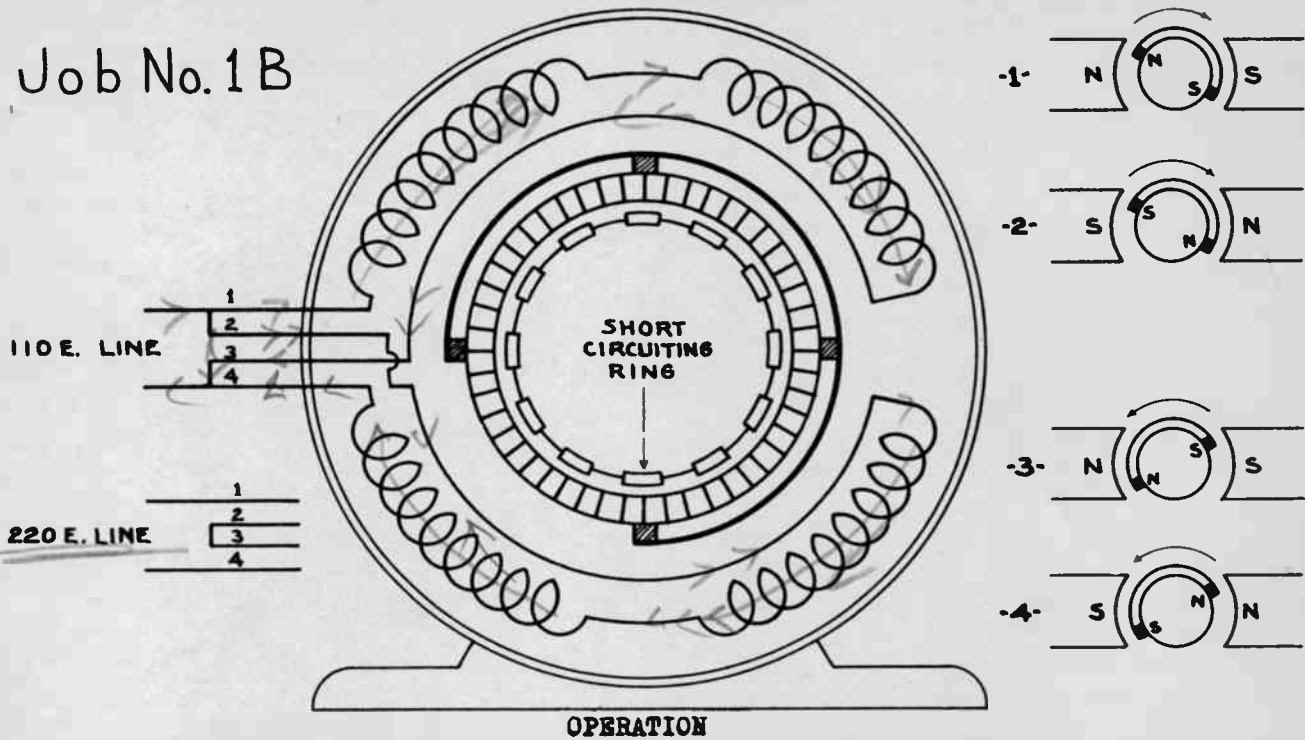 Job No. 1B
110 E. LINE
1
2
3
4
220 E. LINE
1
2
3
4
SHORT
CIRCUITING
RING
-1- N N S S
-2- S S N N
-3- N N S S
-4- S S N N
OPERATION